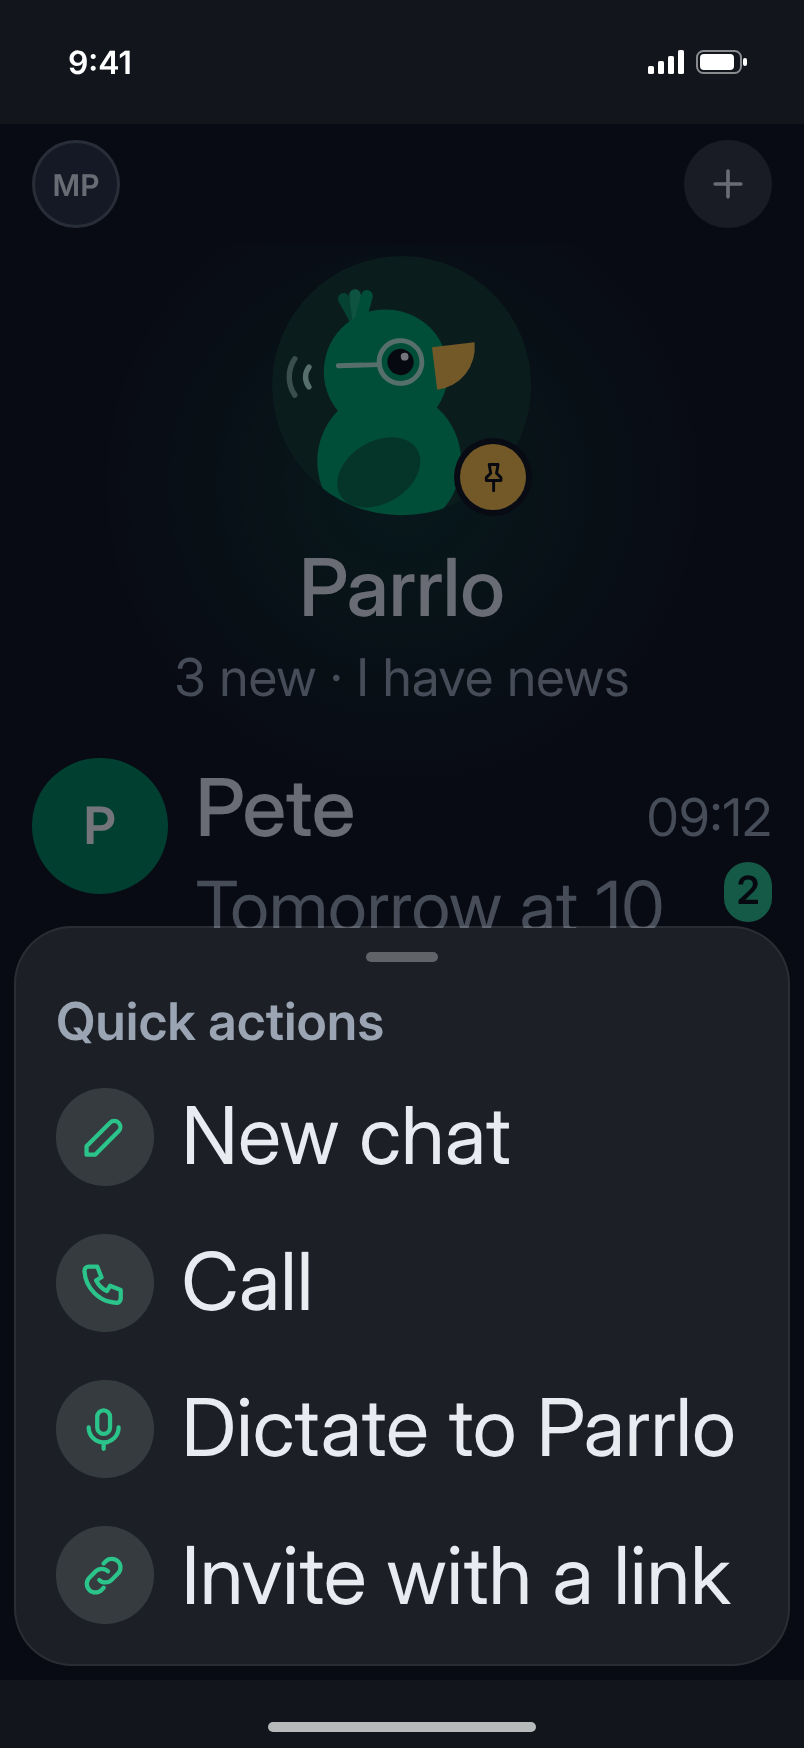 9:41
MP
Parrlo
3 new · I have news
Pete
09:12
Tomorrow at 10
2
Quick actions
New chat
Call
Dictate to Parrlo
Invite with a link